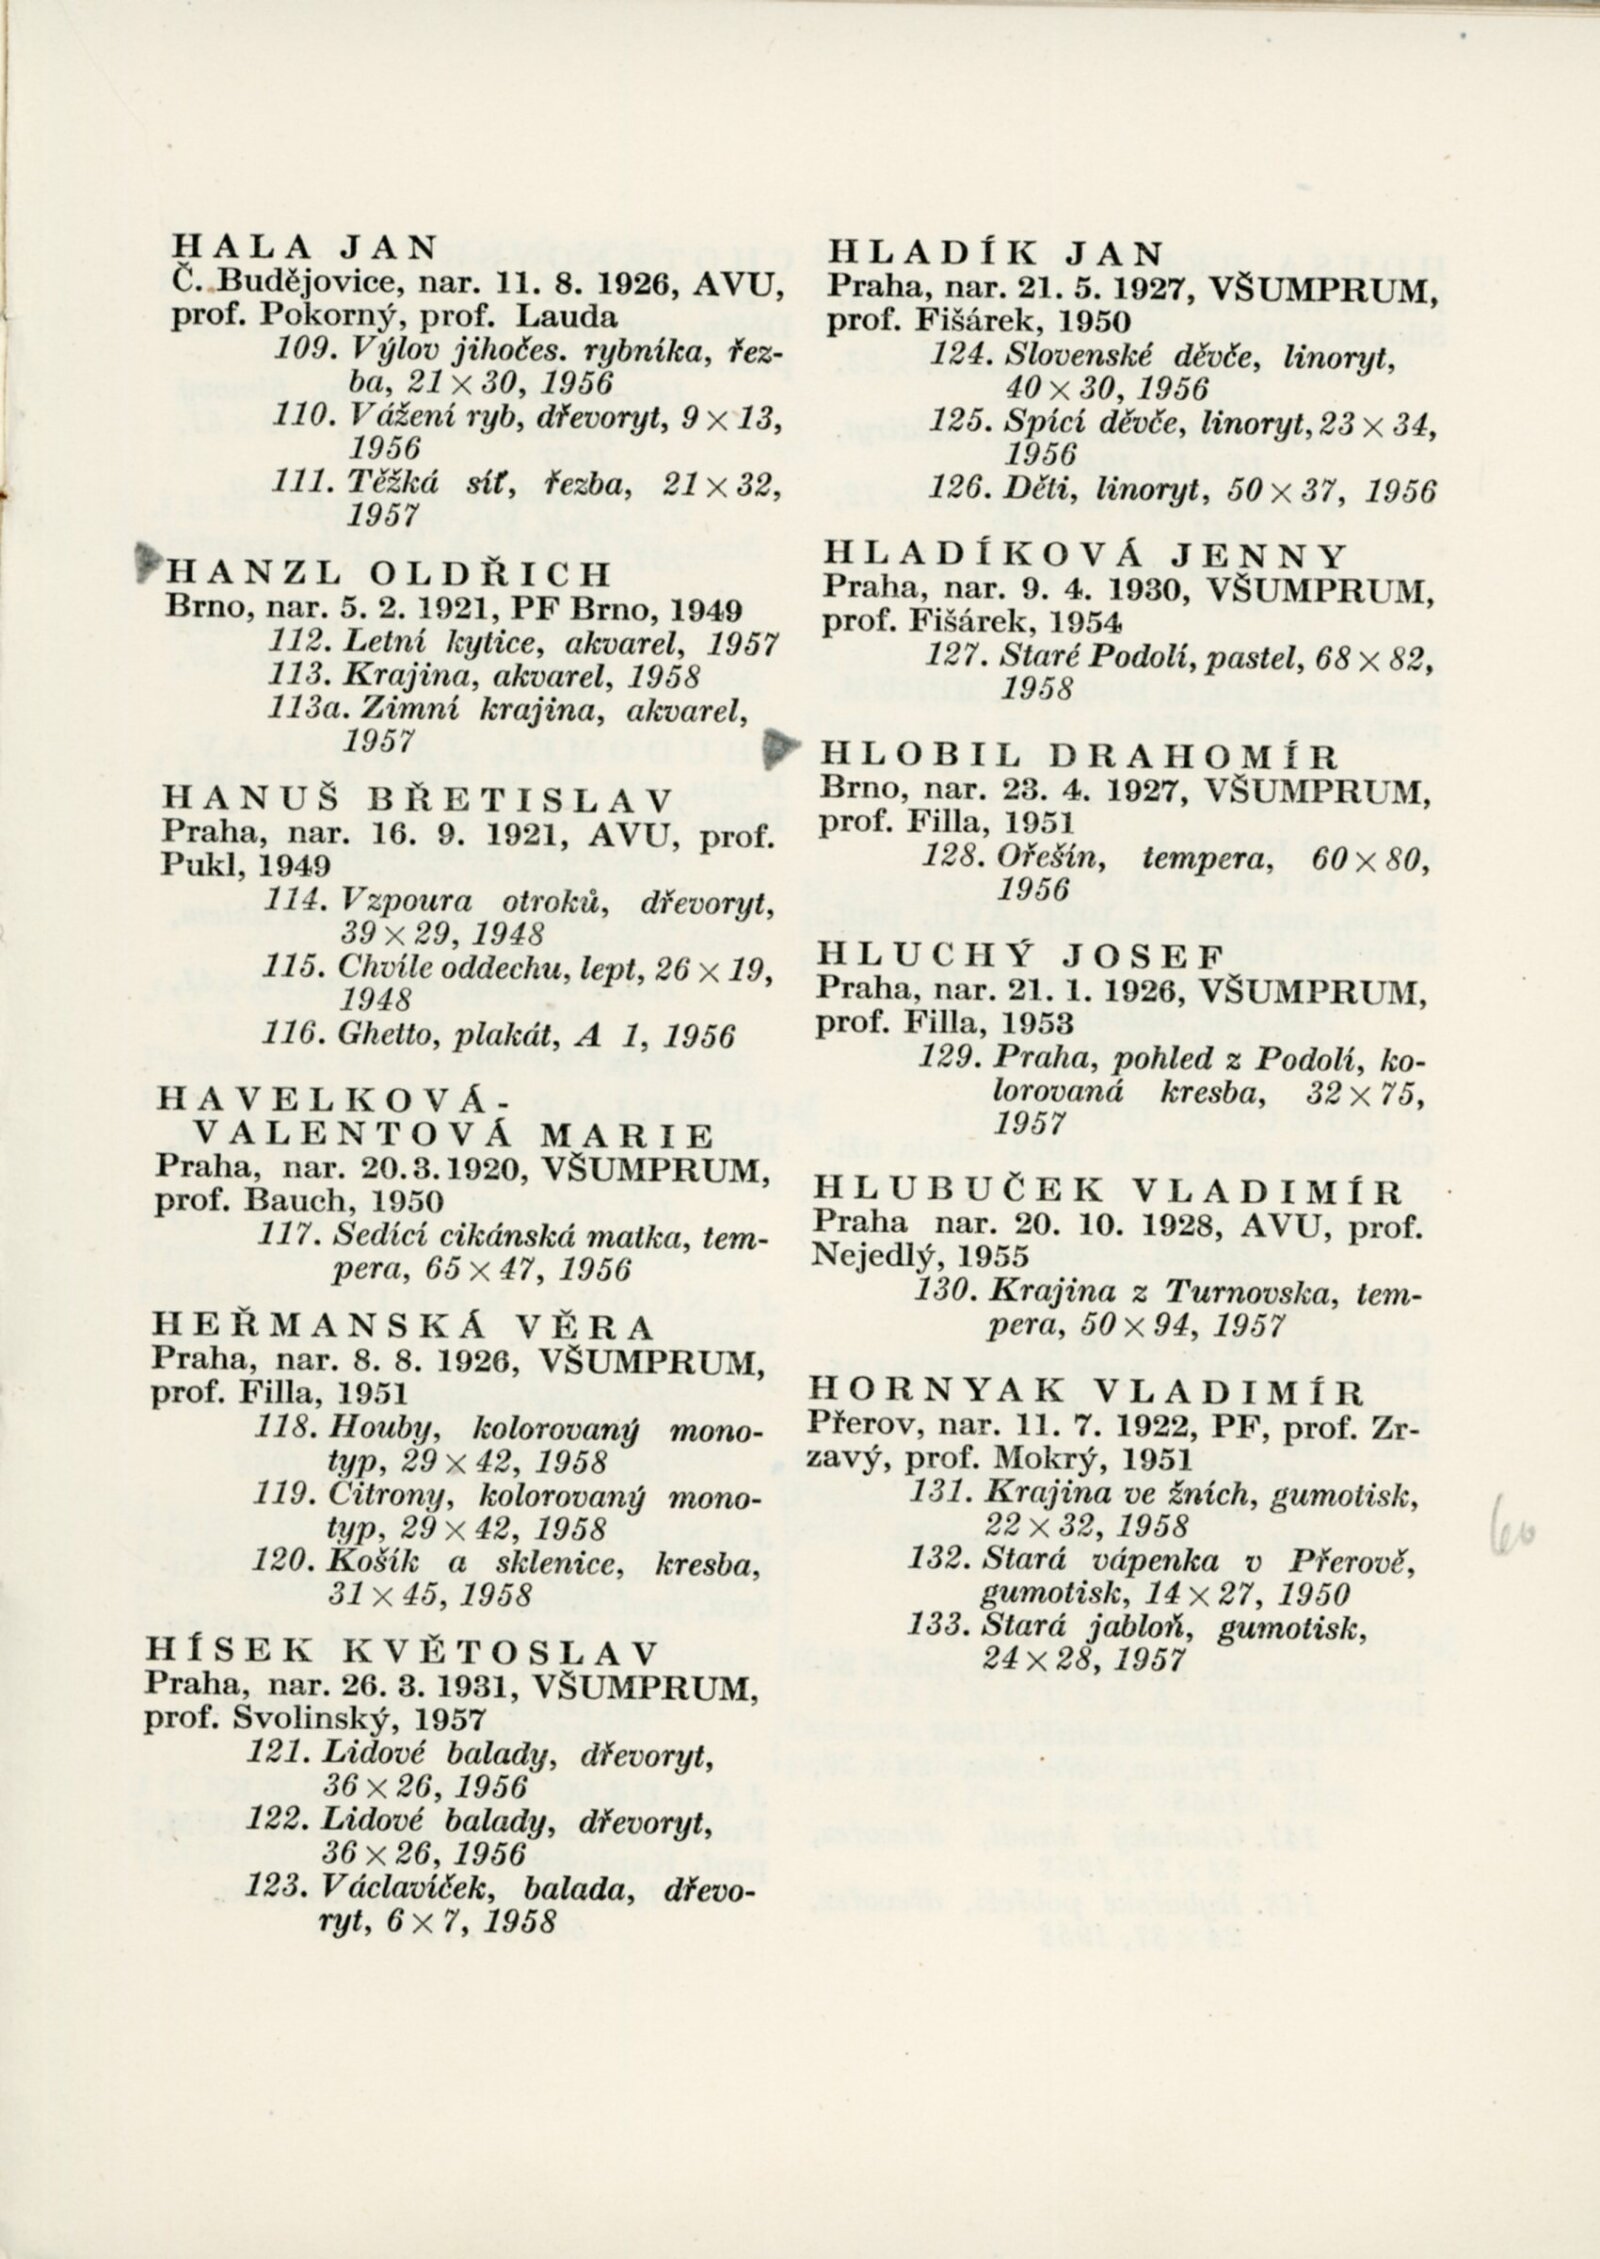 HALA JAN
Č. Budějovice, nar. 11. 8. 1926, AVU,
prof. Pokorný, prof. Lauda
109. Výlov jihočes. rybníka, řez-
ba, 21 × 30, 1956
110. Vážení ryb, dřevoryt, 9 × 13,
1956
111. Těžká síť, řezba, 21 × 32,
1957
HANZL OLDŘICH
Brno, nar. 5. 2. 1921, PF Brno, 1949
112. Letní kytice, akvarel, 1957
113. Krajina, akvarel, 1958
113a. Zimní krajina, akvarel,
1957
HANUŠ BŘETISLAV
Praha, nar. 16. 9. 1921, AVU, prof.
Pukl, 1949
114. Vzpoura otroků, dřevoryt,
39 × 29, 1948
115. Chvíle oddechu, lept, 26 × 19,
1948
116. Ghetto, plakát, A 1, 1956
HAVELKOVÁ-
VALENTOVÁ MARIE
Praha, nar. 20. 3. 1920, VŠUMPRUM,
prof. Bauch, 1950
117. Sedící cikánská matka, tem-
pera, 65 × 47, 1956
HEŘMANSKÁ VĚRA
Praha, nar. 8. 8. 1926, VŠUMPRUM,
prof. Filla, 1951
118. Houby, kolorovaný mono-
typ, 29 × 42, 1958
119. Citrony, kolorovaný mono-
typ, 29 × 42, 1958
120. Košík a sklenice, kresba,
31 × 45, 1958
HÍSEK KVĚTOSLAV
Praha, nar. 26. 3. 1931, VŠUMPRUM,
prof. Svolinský, 1957
121. Lidové balady, dřevoryt,
36 × 26, 1956
122. Lidové balady, dřevoryt,
36 × 26, 1956
123. Václavíček, balada, dřevo-
ryt, 6 × 7, 1958
HLADÍK JAN
Praha, nar. 21. 5. 1927, VŠUMPRUM,
prof. Fišárek, 1950
124. Slovenské děvče, linoryt,
40 × 30, 1956
125. Spící děvče, linoryt, 23 × 34,
1956
126. Děti, linoryt, 50 × 37, 1956
HLADÍKOVÁ JENNY
Praha, nar. 9. 4. 1930, VŠUMPRUM,
prof. Fišárek, 1954
127. Staré Podolí, pastel, 68 × 82,
1958
HLOBIL DRAHOMÍR
Brno, nar. 23. 4. 1927, VŠUMPRUM,
prof. Filla, 1951
128. Ořešín, tempera, 60 × 80,
1956
HLUCHÝ JOSEF
Praha, nar. 21. 1. 1926, VŠUMPRUM,
prof. Filla, 1953
129. Praha, pohled z Podolí, ko-
lorovaná kresba, 32 × 75,
1957
HLUBUČEK VLADIMÍR
Praha nar. 20. 10. 1928, AVU, prof.
Nejedlý, 1955
130. Krajina z Turnovska, tem-
pera, 50 × 94, 1957
HORNYAK VLADIMÍR
Přerov, nar. 11. 7. 1922, PF, prof. Zr-
zavý, prof. Mokrý, 1951
131. Krajina ve žních, gumotisk,
22 × 32, 1958
132. Stará vápenka v Přerově,
gumotisk, 14 × 27, 1950
133. Stará jabloň, gumotisk,
24 × 28, 1957
60